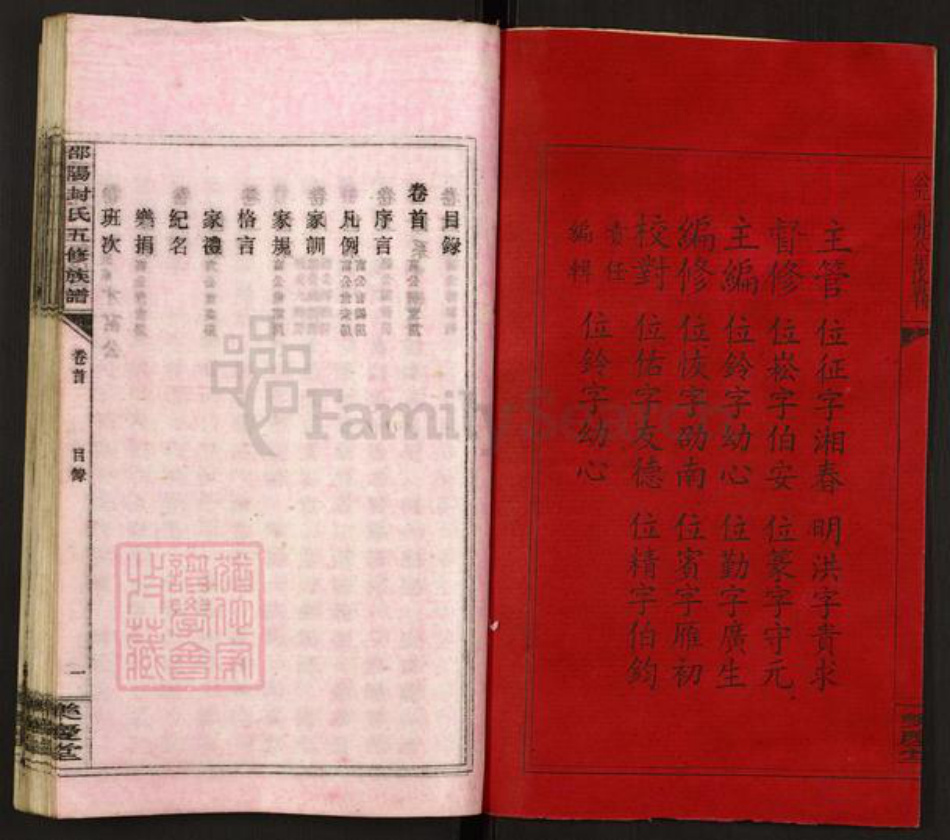 主管 位征字湘春 明洪字貴求
督修 位崧字伯安 位篆字守元
主編 位鈴字幼心 位勤字廣生
編修 位恢字劭南 位賓字雁初
校對 位佑字友德 位精字伯鈞
責任編輯 位鈴字幼心
目錄
卷首
序言
凡例
家訓
家規
格言
家禮
紀名
樂捐
班次
邵陽封氏五修族譜 卷首 目錄 一
FamilySearch